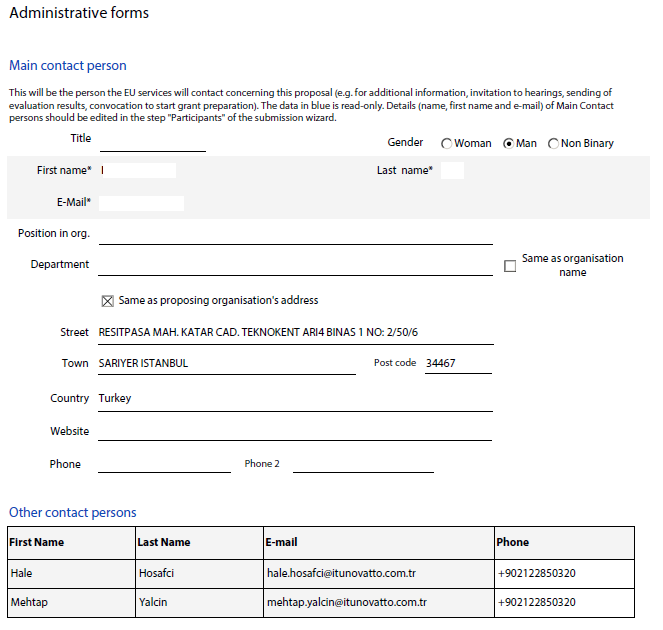 Administrative forms
Main contact person
This will be the person the EU services will contact concerning this proposal (e.g. for additional information, invitation to hearings, sending of
evaluation results, convocation to start grant preparation). The data in blue is read-only. Details (name, first name and e-mail) of Main Contact
persons should be edited in the step "Participants" of the submission wizard.
Title Gender Woman Man Non Binary
First name* Last name*
E-Mail*
Position in org.
Department Same as organisation
name
Same as proposing organisation's address
Street RESITPASA MAH. KATAR CAD. TEKNOKENT ARI4 BINAS 1 NO: 2/50/6
Town SARIYER ISTANBUL Post code 34467
Country Turkey
Website
Phone Phone 2
Other contact persons
First Name Last Name E-mail Phone
Hale Hosafci hale.hosafci@itunovatto.com.tr +902122850320
Mehtap Yalcin mehtap.yalcin@itunovatto.com.tr +902122850320